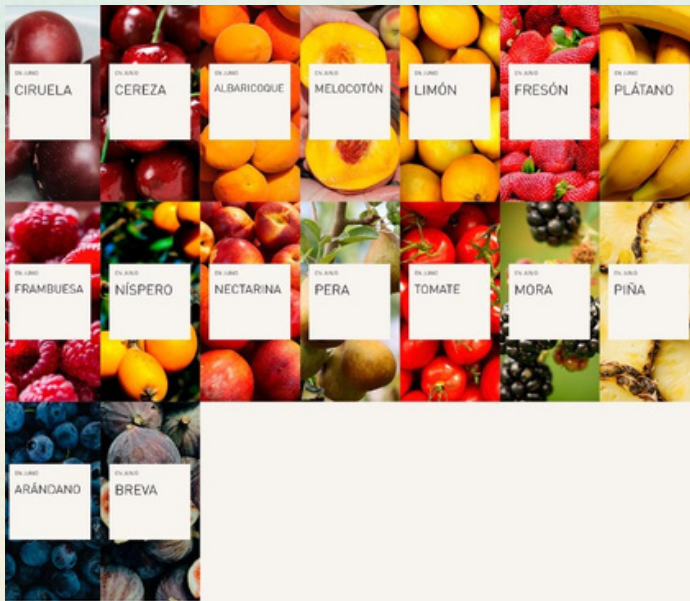 EN JUNIO
CIRUELA
EN JUNIO
CEREZA
EN JUNIO
ALBARICOQUE
EN JUNIO
MELOCOTÓN
EN JUNIO
LIMÓN
EN JUNIO
FRESÓN
EN JUNIO
PLÁTANO
EN JUNIO
FRAMBUESA
EN JUNIO
NÍSPERO
EN JUNIO
NECTARINA
EN JUNIO
PERA
EN JUNIO
TOMATE
EN JUNIO
MORA
EN JUNIO
PIÑA
EN JUNIO
ARÁNDANO
EN JUNIO
BREVA